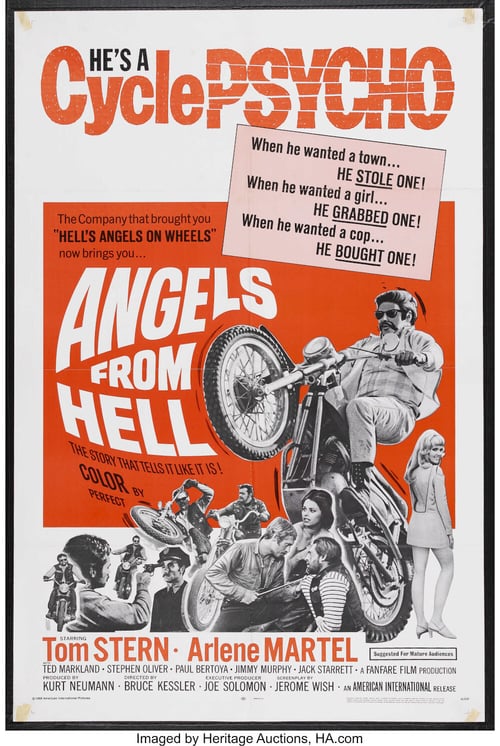 HE'S A
Cycle PSYCHO
When he wanted a town...
HE STOLE ONE!
When he wanted a girl...
HE GRABBED ONE!
When he wanted a cop...
HE BOUGHT ONE!
The Company that brought you
"HELL'S ANGELS ON WHEELS"
now brings you...
ANGELS
FROM
HELL
THE STORY THAT TELLS IT LIKE IT IS!
COLOR BY
PERFECT
STARRING
Tom STERN · Arlene MARTEL
Suggested For Mature Audiences
TED MARKLAND · STEPHEN OLIVER · PAUL BERTOYA · JIMMY MURPHY · JACK STARRETT · A FANFARE FILM PRODUCTION
PRODUCED BY DIRECTED BY EXECUTIVE PRODUCER SCREENPLAY BY
KURT NEUMANN · BRUCE KESSLER · JOE SOLOMON · JEROME WISH · AN AMERICAN INTERNATIONAL RELEASE
American International Pictures
Imaged by Heritage Auctions, HA.com